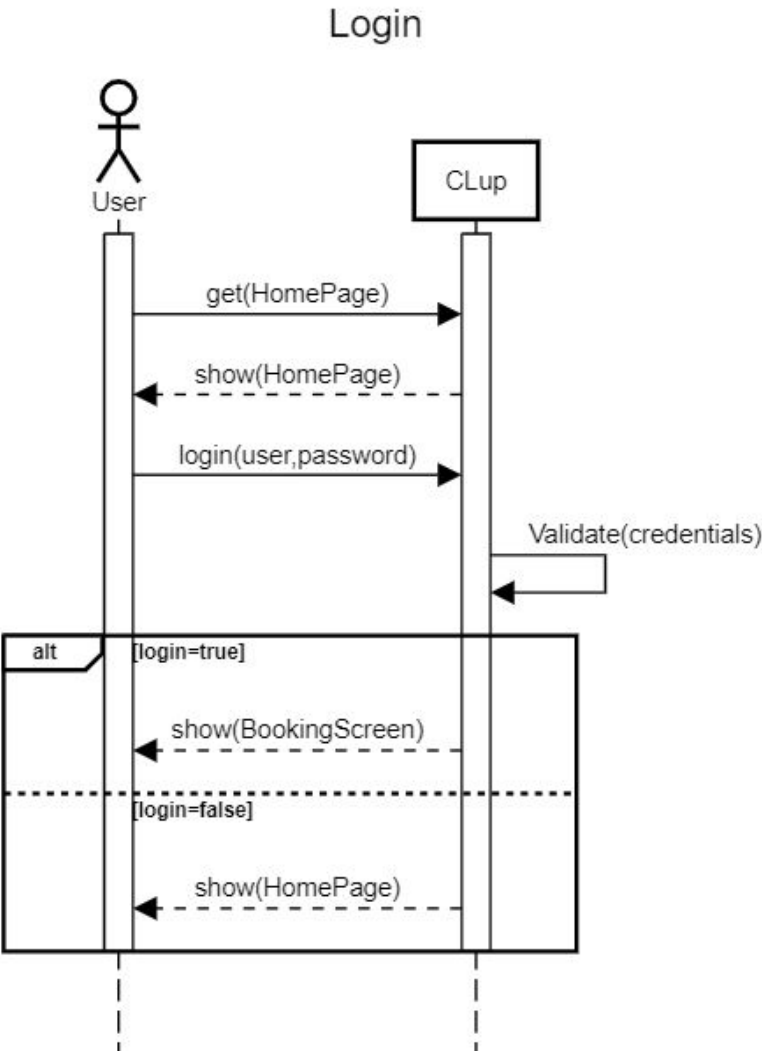 Login
User
CLup
get(HomePage)
show(HomePage)
login(user,password)
Validate(credentials)
alt
[login=true]
show(BookingScreen)
[login=false]
show(HomePage)